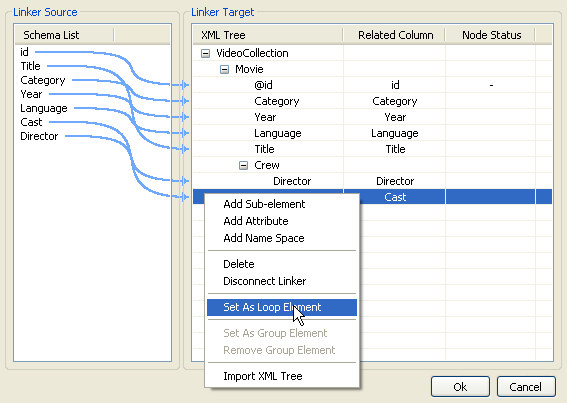 Linker Source
Linker Target
Schema List
XML Tree Related Column Node Status
id
Title
Category
Year
Language
Cast
Director
VideoCollection
Movie
@id id -
Category Category
Year Year
Language Language
Title Title
Crew
Director Director
Cast
Add Sub-element
Add Attribute
Add Name Space
Delete
Disconnect Linker
Set As Loop Element
Set As Group Element
Remove Group Element
Import XML Tree
Ok Cancel